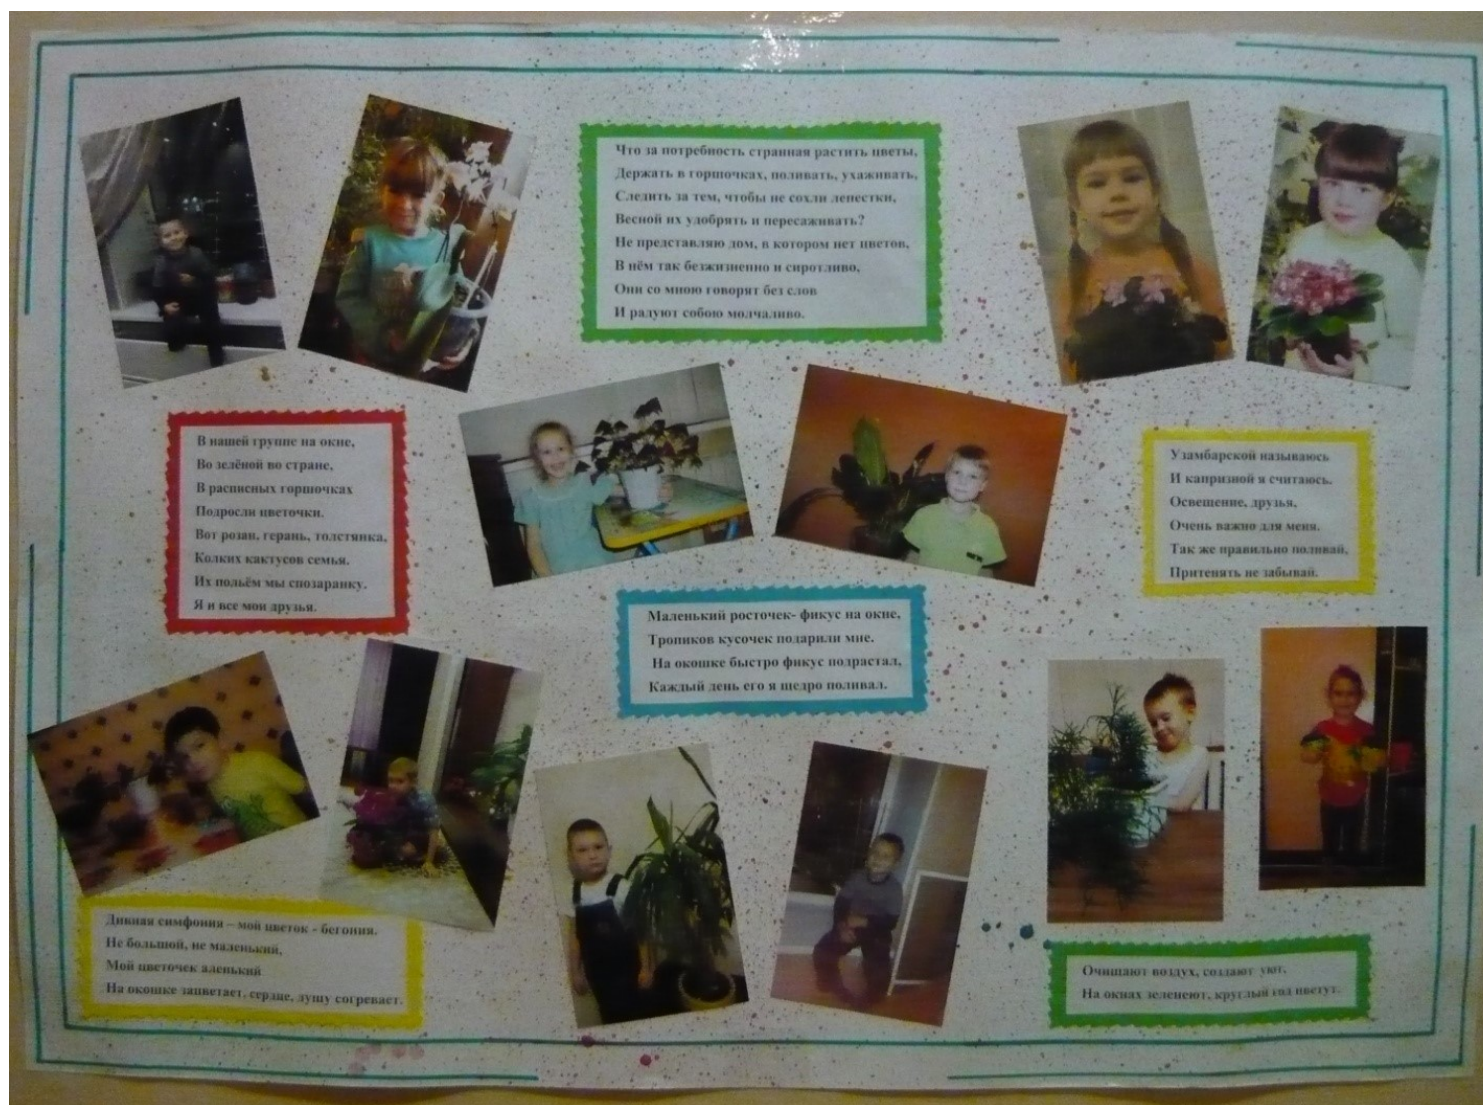 Что за потребность странная растить цветы,
Держать в горшочках, поливать, ухаживать,
Следить за тем, чтобы не сохли лепестки,
Весной их удобрять и пересаживать?
Не представляю дом, в котором нет цветов,
В нём так безжизненно и сиротливо,
Они со мною говорят без слов
И радуют собою молчаливо.
В нашей группе на окне,
Во зелёной во стране,
В расписных горшочках
Подросли цветочки.
Вот розан, герань, толстянка,
Колких кактусов семья.
Их польём мы спозаранку.
Я и все мои друзья.
Узамбарской называюсь
И капризной я считаюсь.
Освещение, друзья,
Очень важно для меня.
Так же правильно поливай,
Притенять не забывай.
Маленький росточек- фикус на окне,
Тропиков кусочек подарили мне.
На окошке быстро фикус подрастал,
Каждый день его я щедро поливал.
Дивная симфония – мой цветок - бегония.
Не большой, не маленький,
Мой цветочек аленький
На окошке зацветает, сердце, душу согревает.
Очищают воздух, создают уют,
На окнах зеленеют, круглый год цветут.